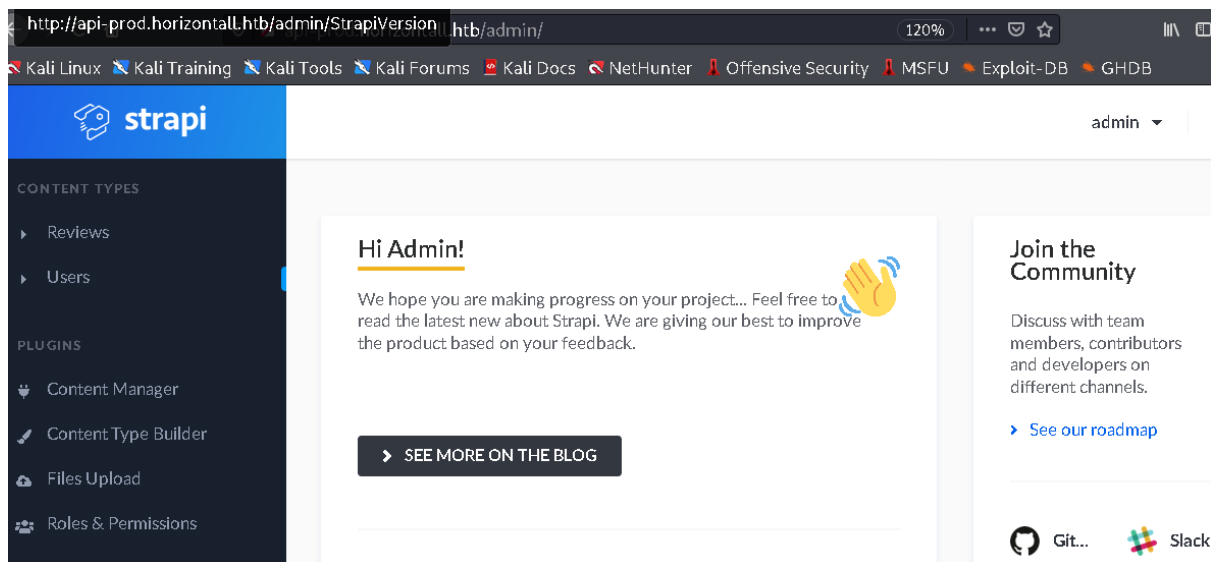 http://api-prod.horizontall.htb/admin/StrapiVersion
htb/admin/
120%
Kali Linux Kali Training Kali Tools Kali Forums Kali Docs NetHunter Offensive Security MSFU Exploit-DB GHDB
strapi
admin
CONTENT TYPES
Reviews
Users
PLUGINS
Content Manager
Content Type Builder
Files Upload
Roles & Permissions
Hi Admin!
We hope you are making progress on your project... Feel free to
read the latest new about Strapi. We are giving our best to improve
the product based on your feedback.
SEE MORE ON THE BLOG
Join the
Community
Discuss with team
members, contributors
and developers on
different channels.
See our roadmap
Git...
Slack